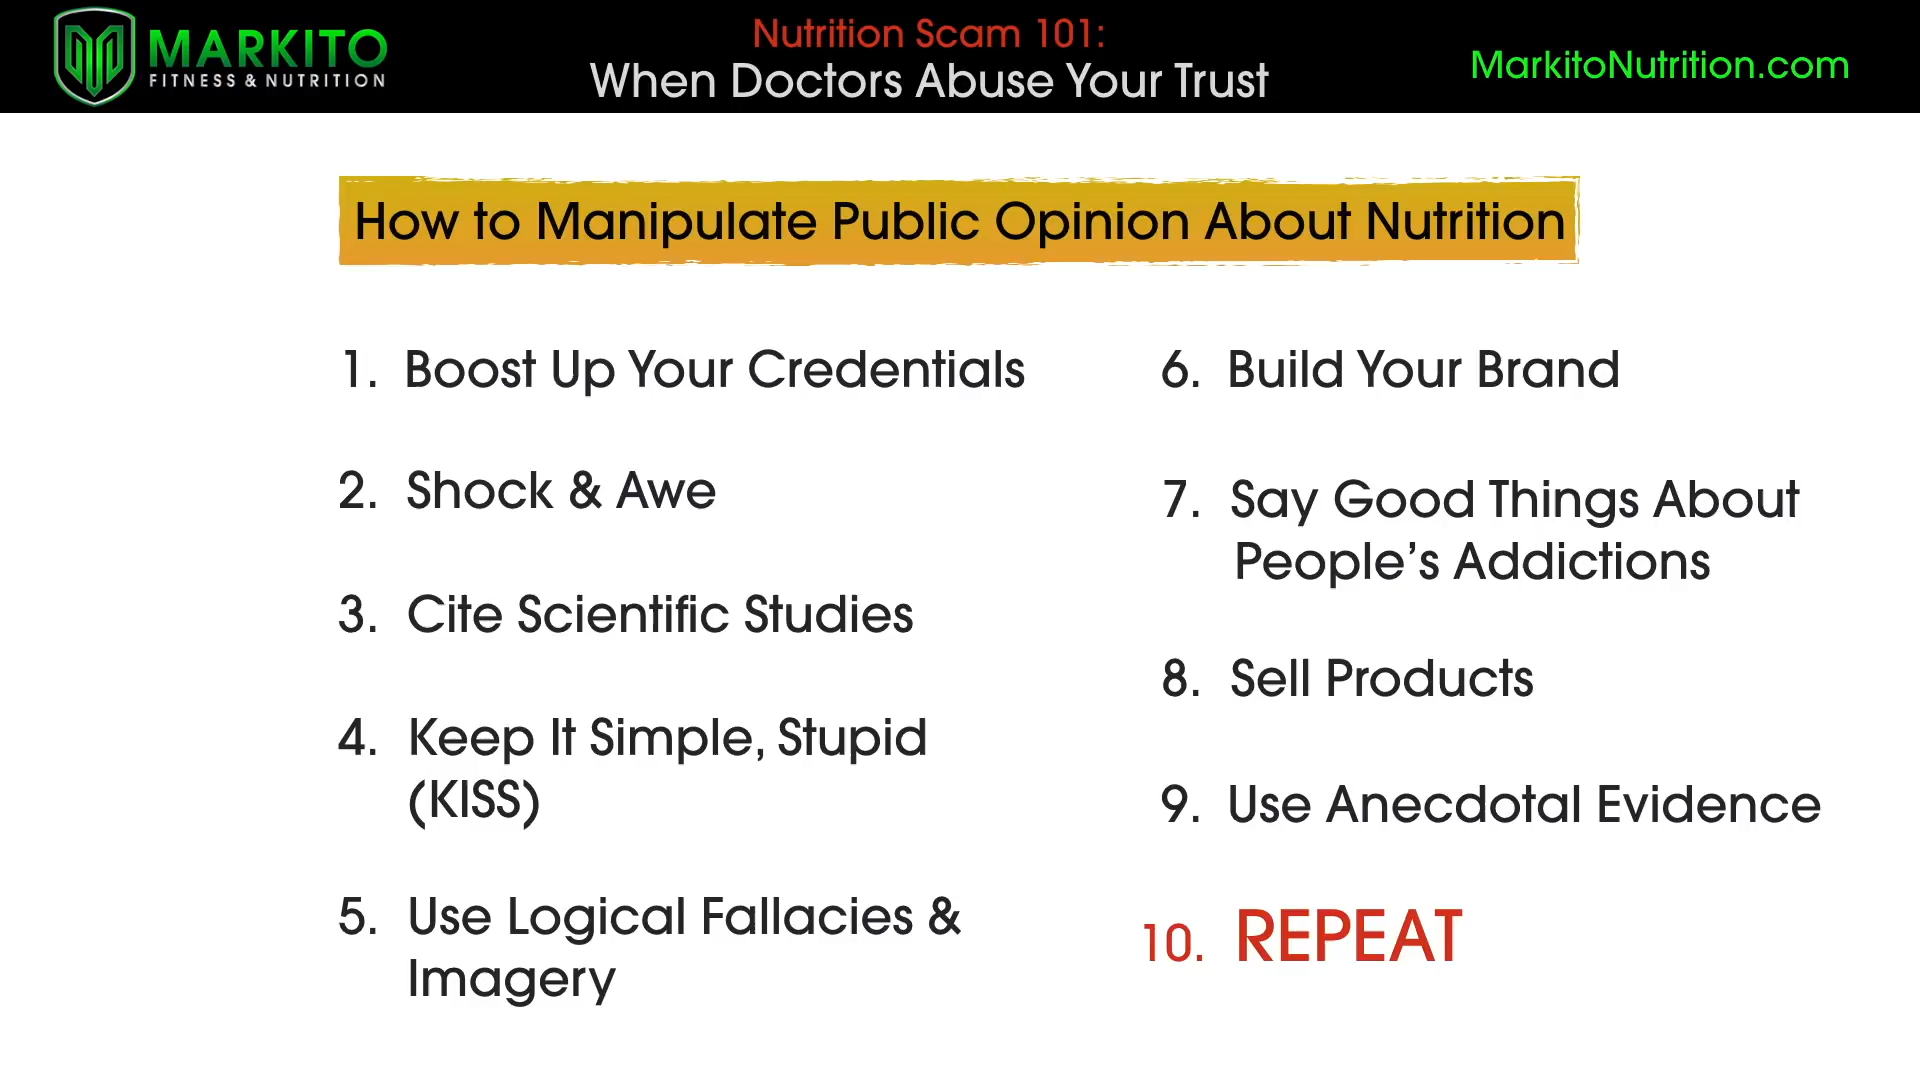 MARKITO
FITNESS & NUTRITION
Nutrition Scam 101:
When Doctors Abuse Your Trust
MarkitoNutrition.com
How to Manipulate Public Opinion About Nutrition
1. Boost Up Your Credentials
2. Shock & Awe
3. Cite Scientific Studies
4. Keep It Simple, Stupid
(KISS)
5. Use Logical Fallacies &
Imagery
6. Build Your Brand
7. Say Good Things About
People’s Addictions
8. Sell Products
9. Use Anecdotal Evidence
10. REPEAT